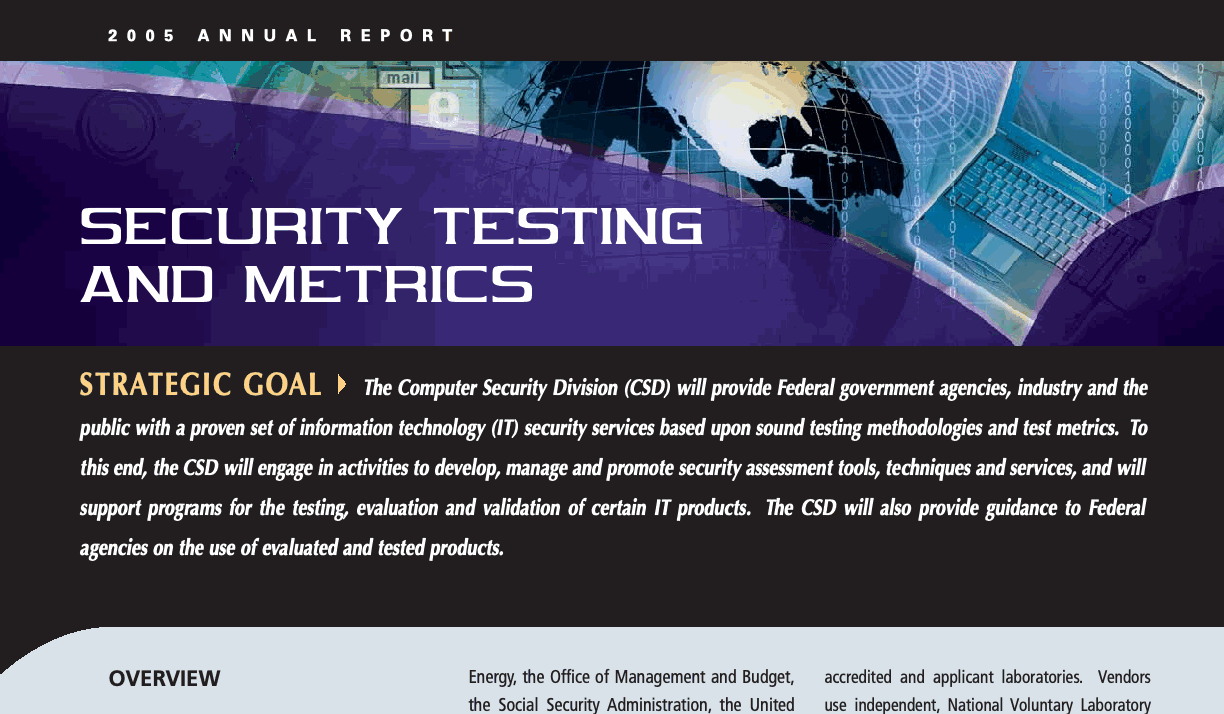 2005 ANNUAL REPORT
mail
e
SECURITY TESTING
AND METRICS
STRATEGIC GOAL The Computer Security Division (CSD) will provide Federal government agencies, industry and the
public with a proven set of information technology (IT) security services based upon sound testing methodologies and test metrics. To
this end, the CSD will engage in activities to develop, manage and promote security assessment tools, techniques and services, and will
support programs for the testing, evaluation and validation of certain IT products. The CSD will also provide guidance to Federal
agencies on the use of evaluated and tested products.
OVERVIEW
Energy, the Office of Management and Budget,
the Social Security Administration, the United
accredited and applicant laboratories. Vendors
use independent, National Voluntary Laboratory